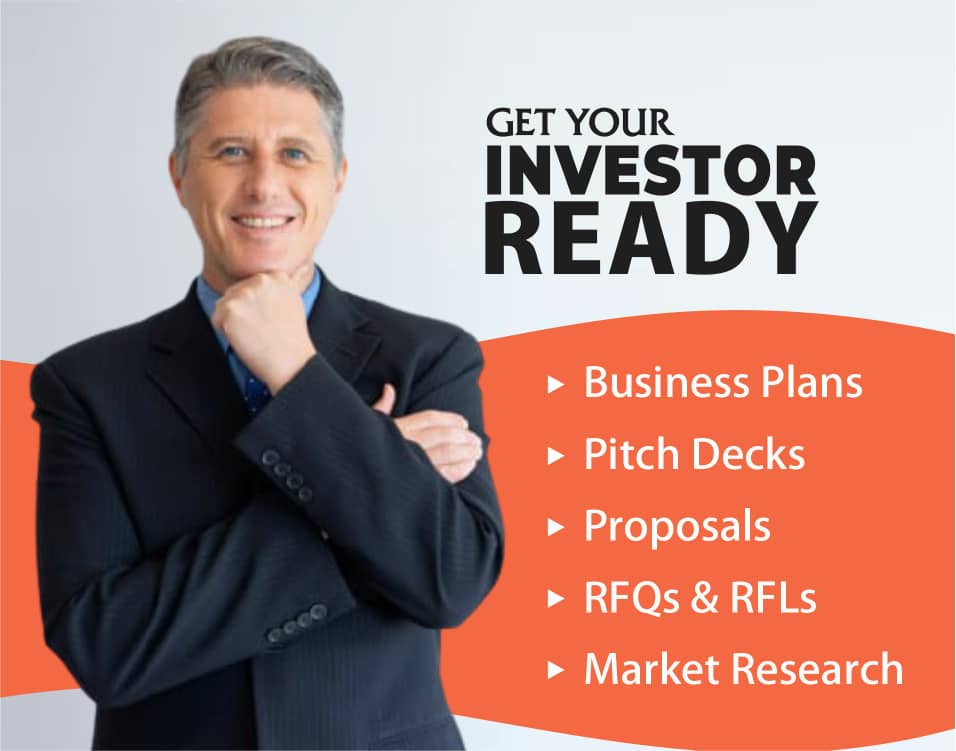 GET YOUR
INVESTOR
READY
▸ Business Plans
▸ Pitch Decks
▸ Proposals
▸ RFQs & RFLs
▸ Market Research